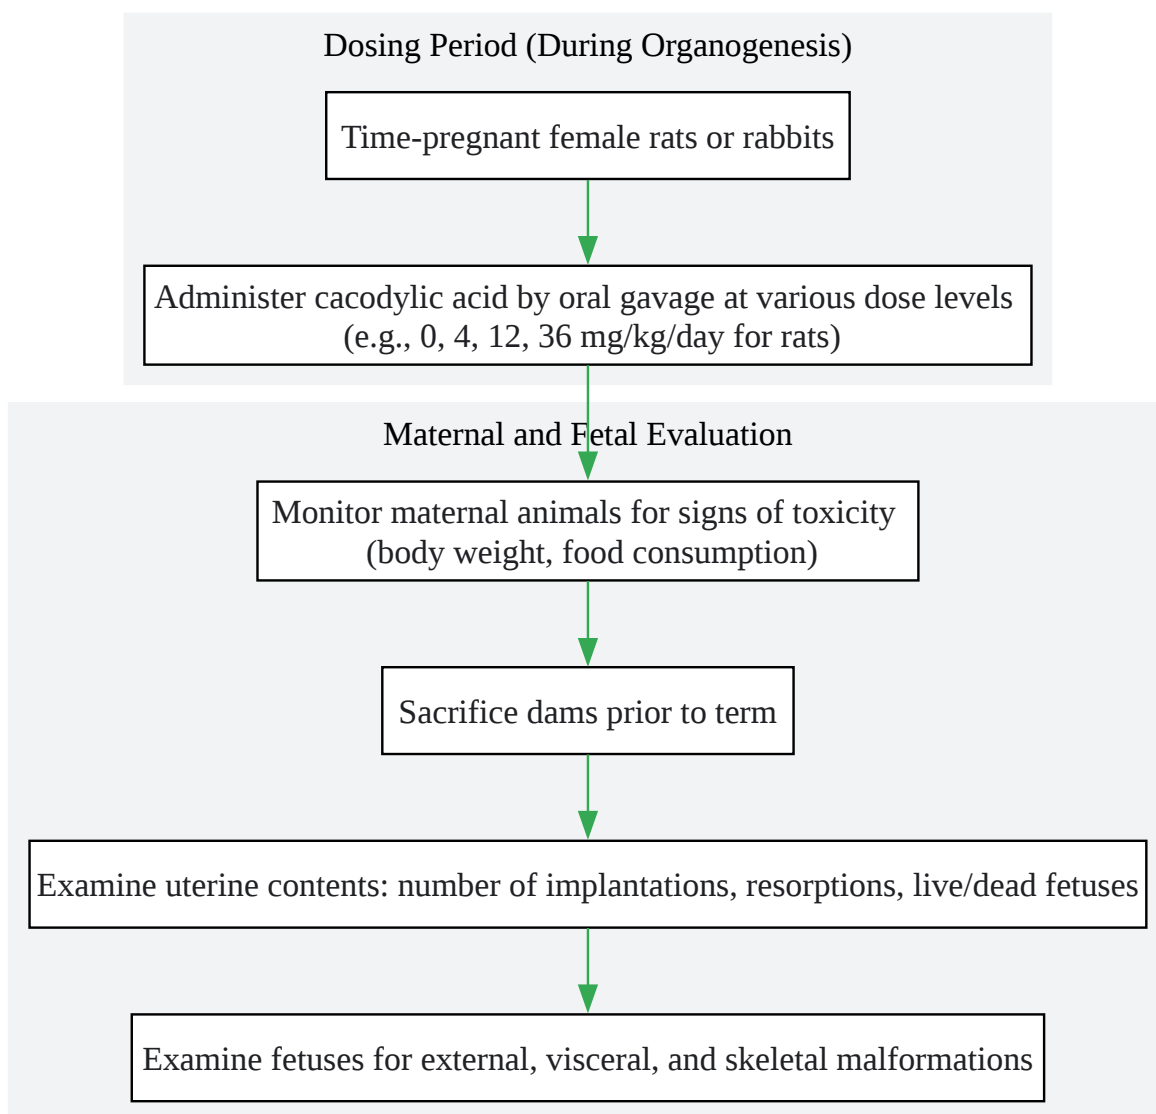 Dosing Period (During Organogenesis)
Time-pregnant female rats or rabbits
Administer cacodylic acid by oral gavage at various dose levels
(e.g., 0, 4, 12, 36 mg/kg/day for rats)
Maternal and Fetal Evaluation
Monitor maternal animals for signs of toxicity
(body weight, food consumption)
Sacrifice dams prior to term
Examine uterine contents: number of implantations, resorptions, live/dead fetuses
Examine fetuses for external, visceral, and skeletal malformations